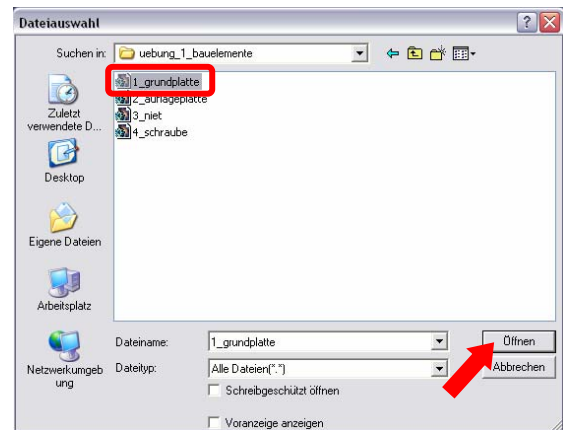 Dateiauswahl
Suchen in: uebung_1_bauelemente
1_grundplatte
2_auflageplatte
3_niet
4_schraube
Zuletzt
verwendete D...
Desktop
Eigene Dateien
Arbeitsplatz
Netzwerkumgeb
ung
Dateiname: 1_grundplatte Öffnen
Dateityp: Alle Dateien(*.*) Abbrechen
Schreibgeschützt öffnen
Voranzeige anzeigen